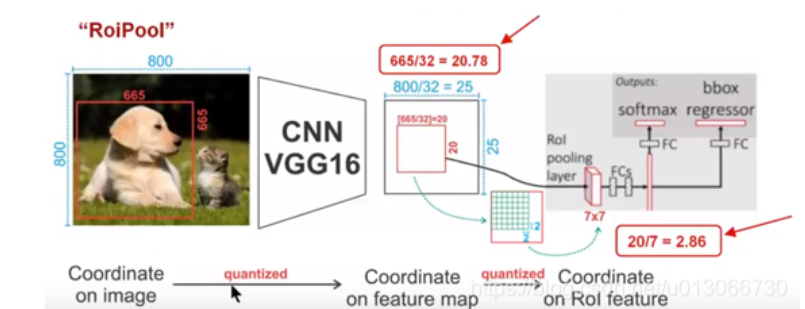 “RoiPool”
800
665
665
800
CNN
VGG16
665/32 = 20.78
800/32 = 25
[665/32]=20
20
25
Outputs:
softmax
bbox
regressor
FC
FC
RoI
pooling
layer
FCs
7x7
2
2
20/7 = 2.86
Coordinate
on image
quantized
Coordinate
on feature map
quantized
Coordinate
on RoI feature
https://blog.csdn.net/u013066730